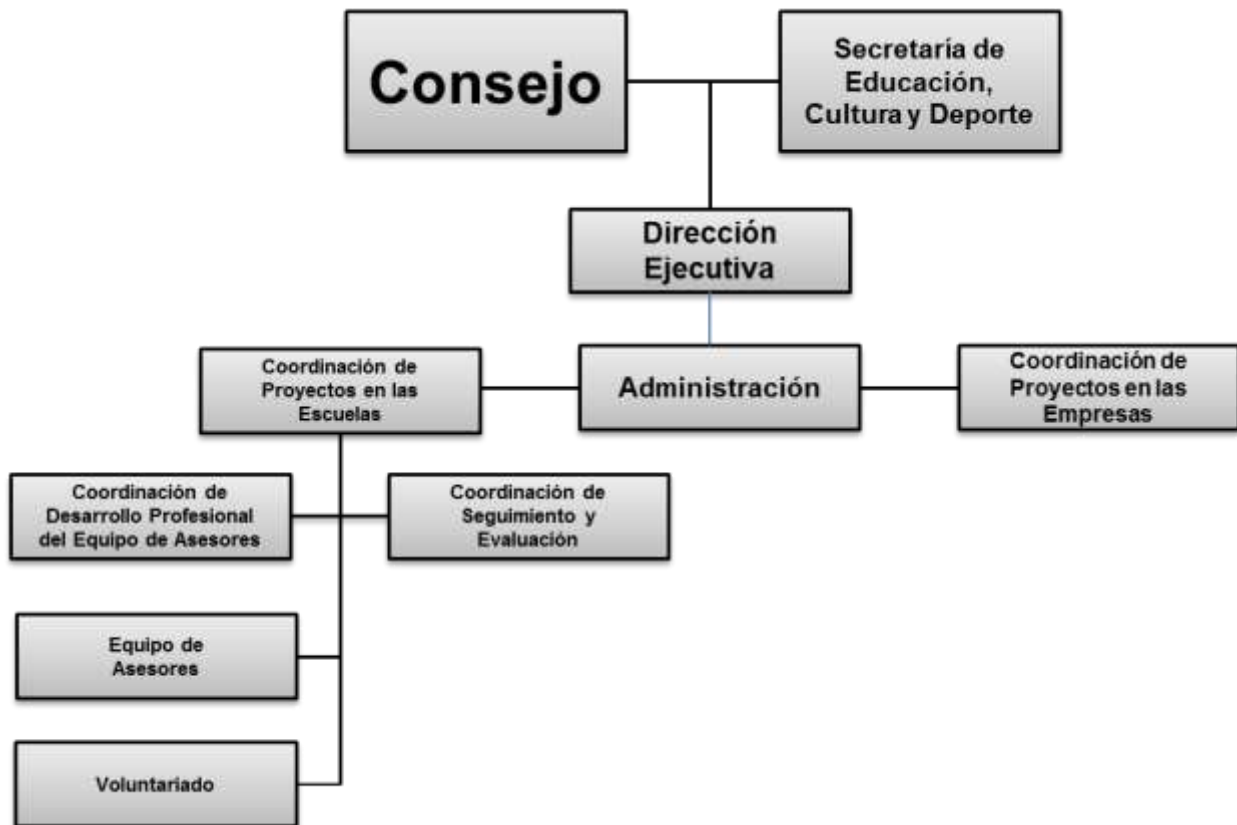 Consejo
Secretaría de
Educación,
Cultura y Deporte
Dirección
Ejecutiva
Coordinación de
Proyectos en las
Escuelas
Administración
Coordinación de
Proyectos en las
Empresas
Coordinación de
Desarrollo Profesional
del Equipo de Asesores
Coordinación de
Seguimiento y
Evaluación
Equipo de
Asesores
Voluntariado